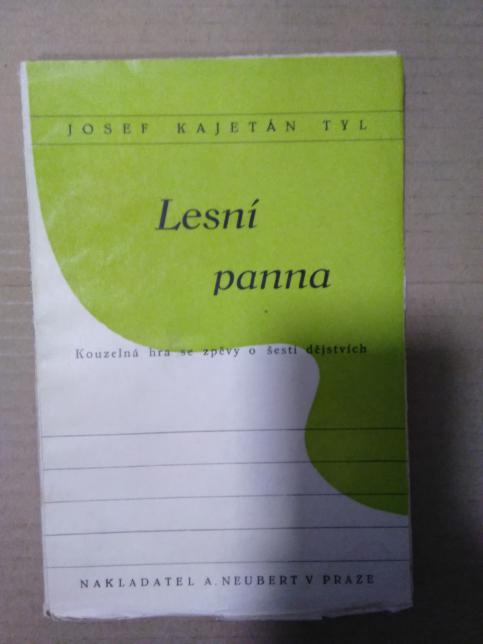 JOSEF KAJETÁN TYL
Lesní
panna
Kouzelná hra se zpěvy o šesti dějstvích
NAKLADATEL A. NEUBERT V PRAZE